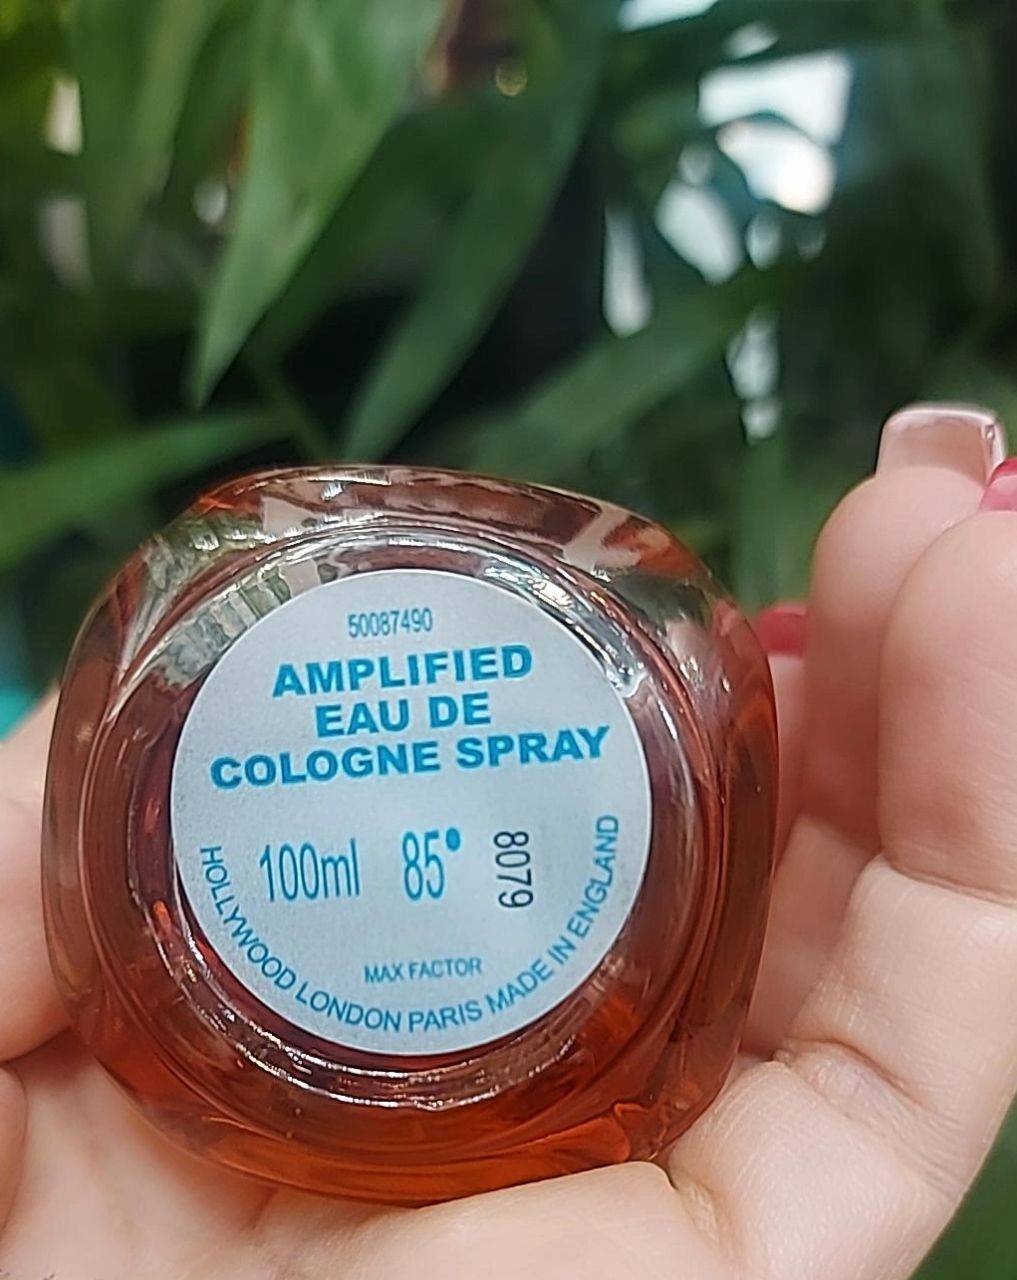 50087490
AMPLIFIED
EAU DE
COLOGNE SPRAY
100ml 85° 8079
MAX FACTOR
HOLLYWOOD LONDON PARIS MADE IN ENGLAND